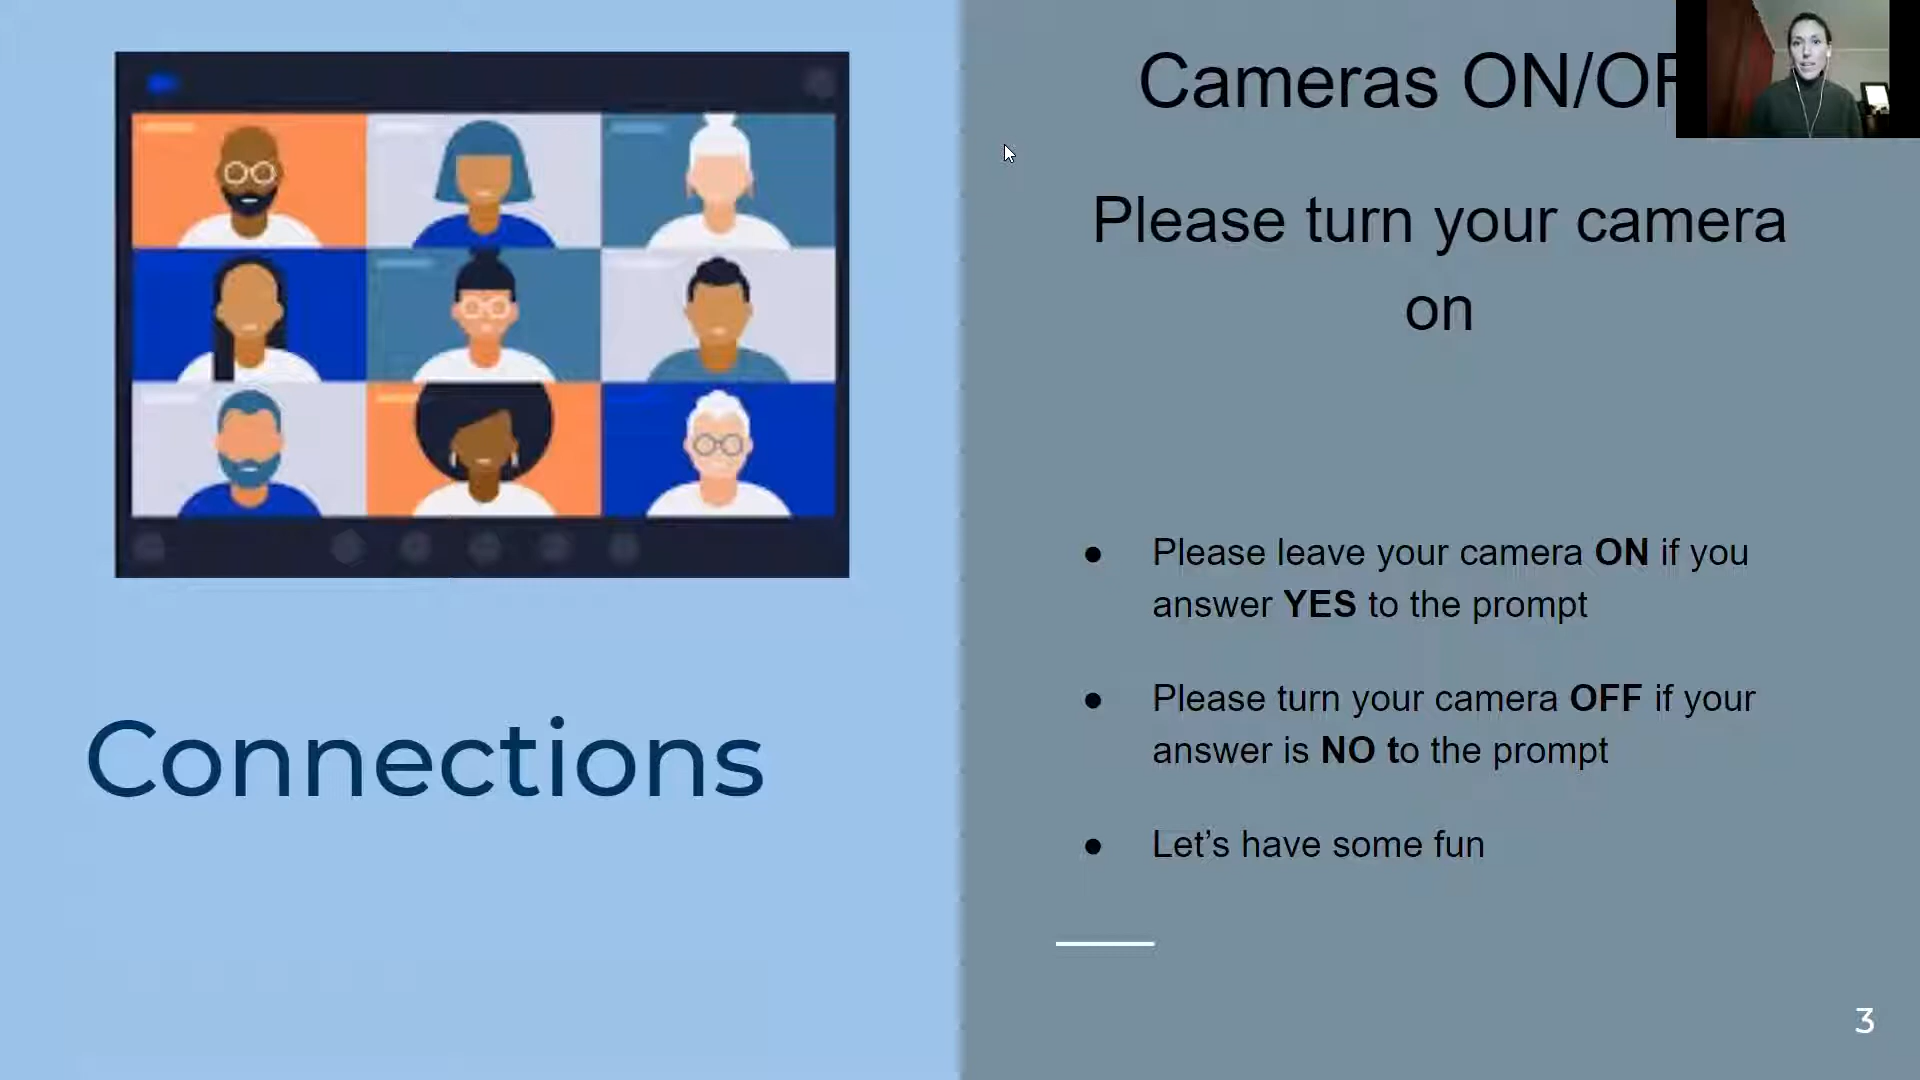 Connections
Cameras ON/OF
Please turn your camera
on
● Please leave your camera ON if you
answer YES to the prompt
● Please turn your camera OFF if your
answer is NO to the prompt
● Let’s have some fun
3